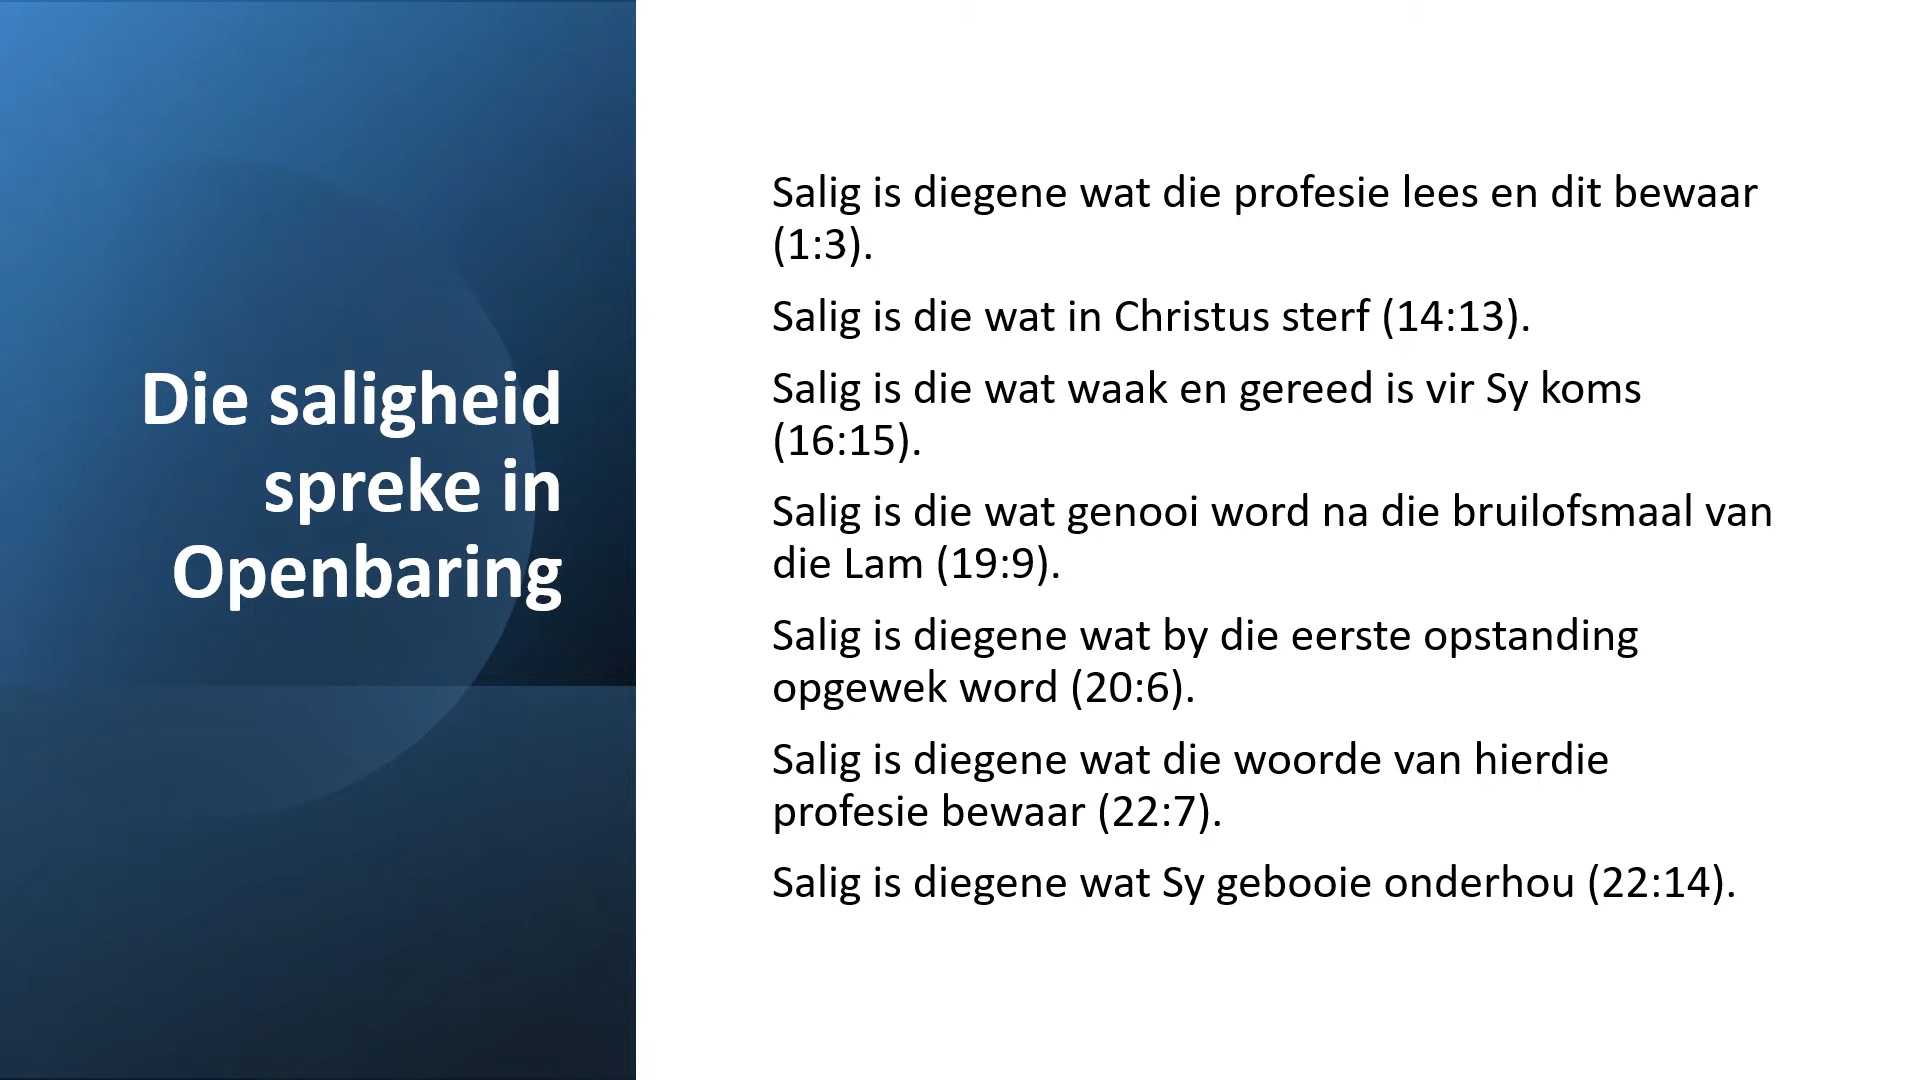 Die saligheid
spreke in
Openbaring
Salig is diegene wat die profesie lees en dit bewaar
(1:3).
Salig is die wat in Christus sterf (14:13).
Salig is die wat waak en gereed is vir Sy koms
(16:15).
Salig is die wat genooi word na die bruilofsmaal van
die Lam (19:9).
Salig is diegene wat by die eerste opstanding
opgewek word (20:6).
Salig is diegene wat die woorde van hierdie
profesie bewaar (22:7).
Salig is diegene wat Sy gebooie onderhou (22:14).